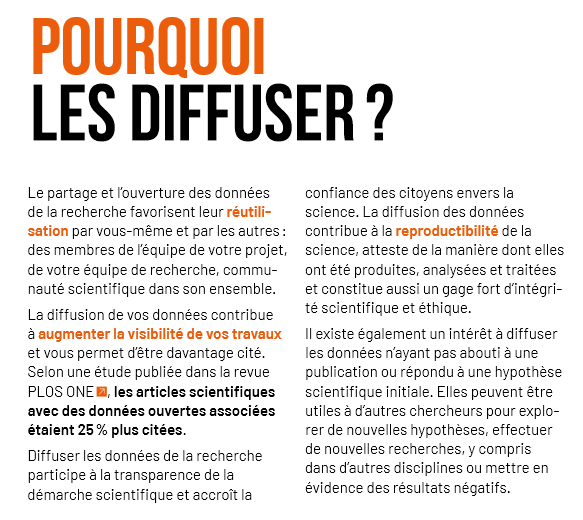 POURQUOI
LES DIFFUSER ?
Le partage et l'ouverture des données
de la recherche favorisent leur réutili-
sation par vous-même et par les autres :
des membres de l'équipe de votre projet,
de votre équipe de recherche, commu-
nauté scientifique dans son ensemble.
La diffusion de vos données contribue
à augmenter la visibilité de vos travaux
et vous permet d'être davantage cité.
Selon une étude publiée dans la revue
PLOS ONE, les articles scientifiques
avec des données ouvertes associées
étaient 25 % plus citées.
Diffuser les données de la recherche
participe à la transparence de la
démarche scientifique et accroît la
confiance des citoyens envers la
science. La diffusion des données
contribue à la reproductibilité de la
science, atteste de la manière dont elles
ont été produites, analysées et traitées
et constitue aussi un gage fort d'intégri-
té scientifique et éthique.
Il existe également un intérêt à diffuser
les données n'ayant pas abouti à une
publication ou répondu à une hypothèse
scientifique initiale. Elles peuvent être
utiles à d'autres chercheurs pour explo-
rer de nouvelles hypothèses, effectuer
de nouvelles recherches, y compris
dans d'autres disciplines ou mettre en
évidence des résultats négatifs.